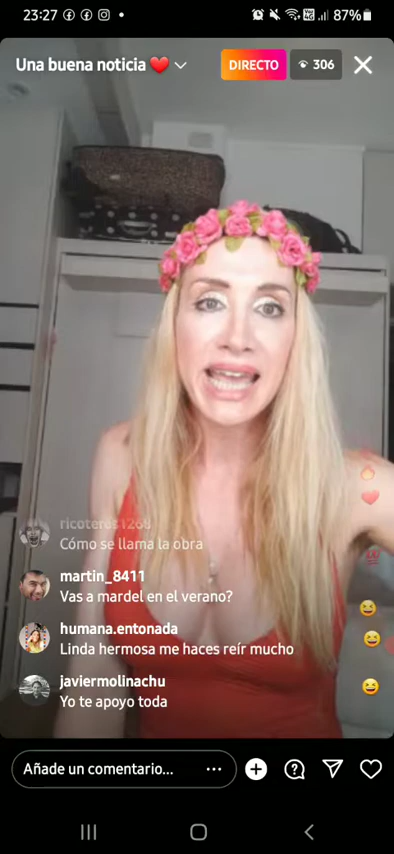 23:27
87%
Una buena noticia ❤️
DIRECTO
306
ricoteros1268
Cómo se llama la obra
martin_8411
Vas a mardel en el verano?
humana.entonada
Linda hermosa me haces reír mucho
javiermolinachu
Yo te apoyo toda
Añade un comentario...